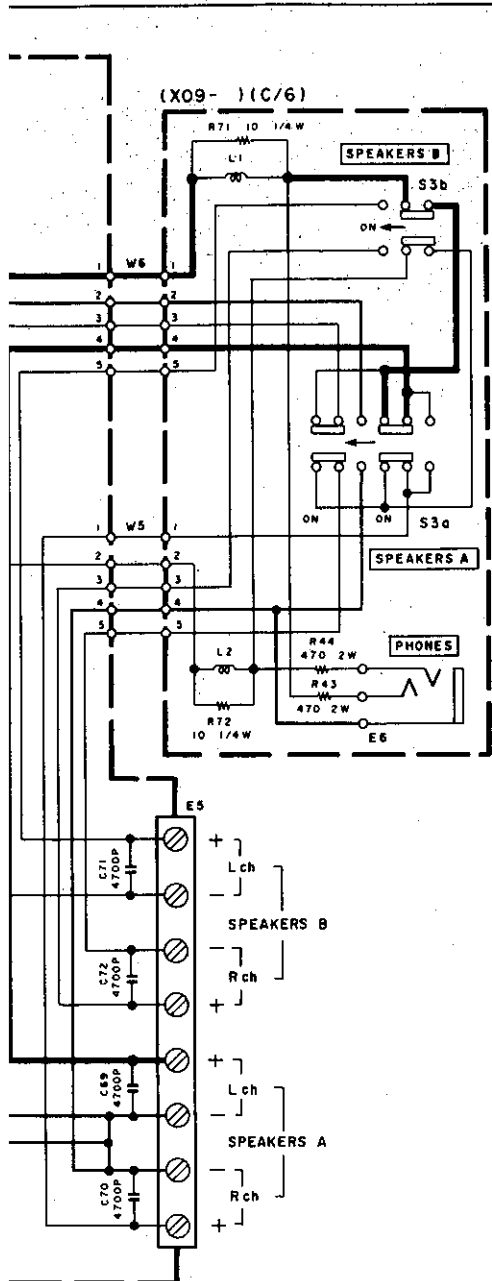 (X09- )(C/6)
R71 10 1/4W
L1
SPEAKERS B
S3b
ON
1 W6 1
2 2
3 3
4 4
5 5
ON ON S3a
SPEAKERS A
1 W5 1
2 2
3 3
4 4
5 5
L2
R72
10 1/4W
R44
470 2W
R43
470 2W
PHONES
E6
E5
C71
4700P
+
Lch
−
SPEAKERS B
C72
4700P
−
Rch
+
C69
4700P
+
Lch
−
SPEAKERS A
C70
4700P
−
Rch
+